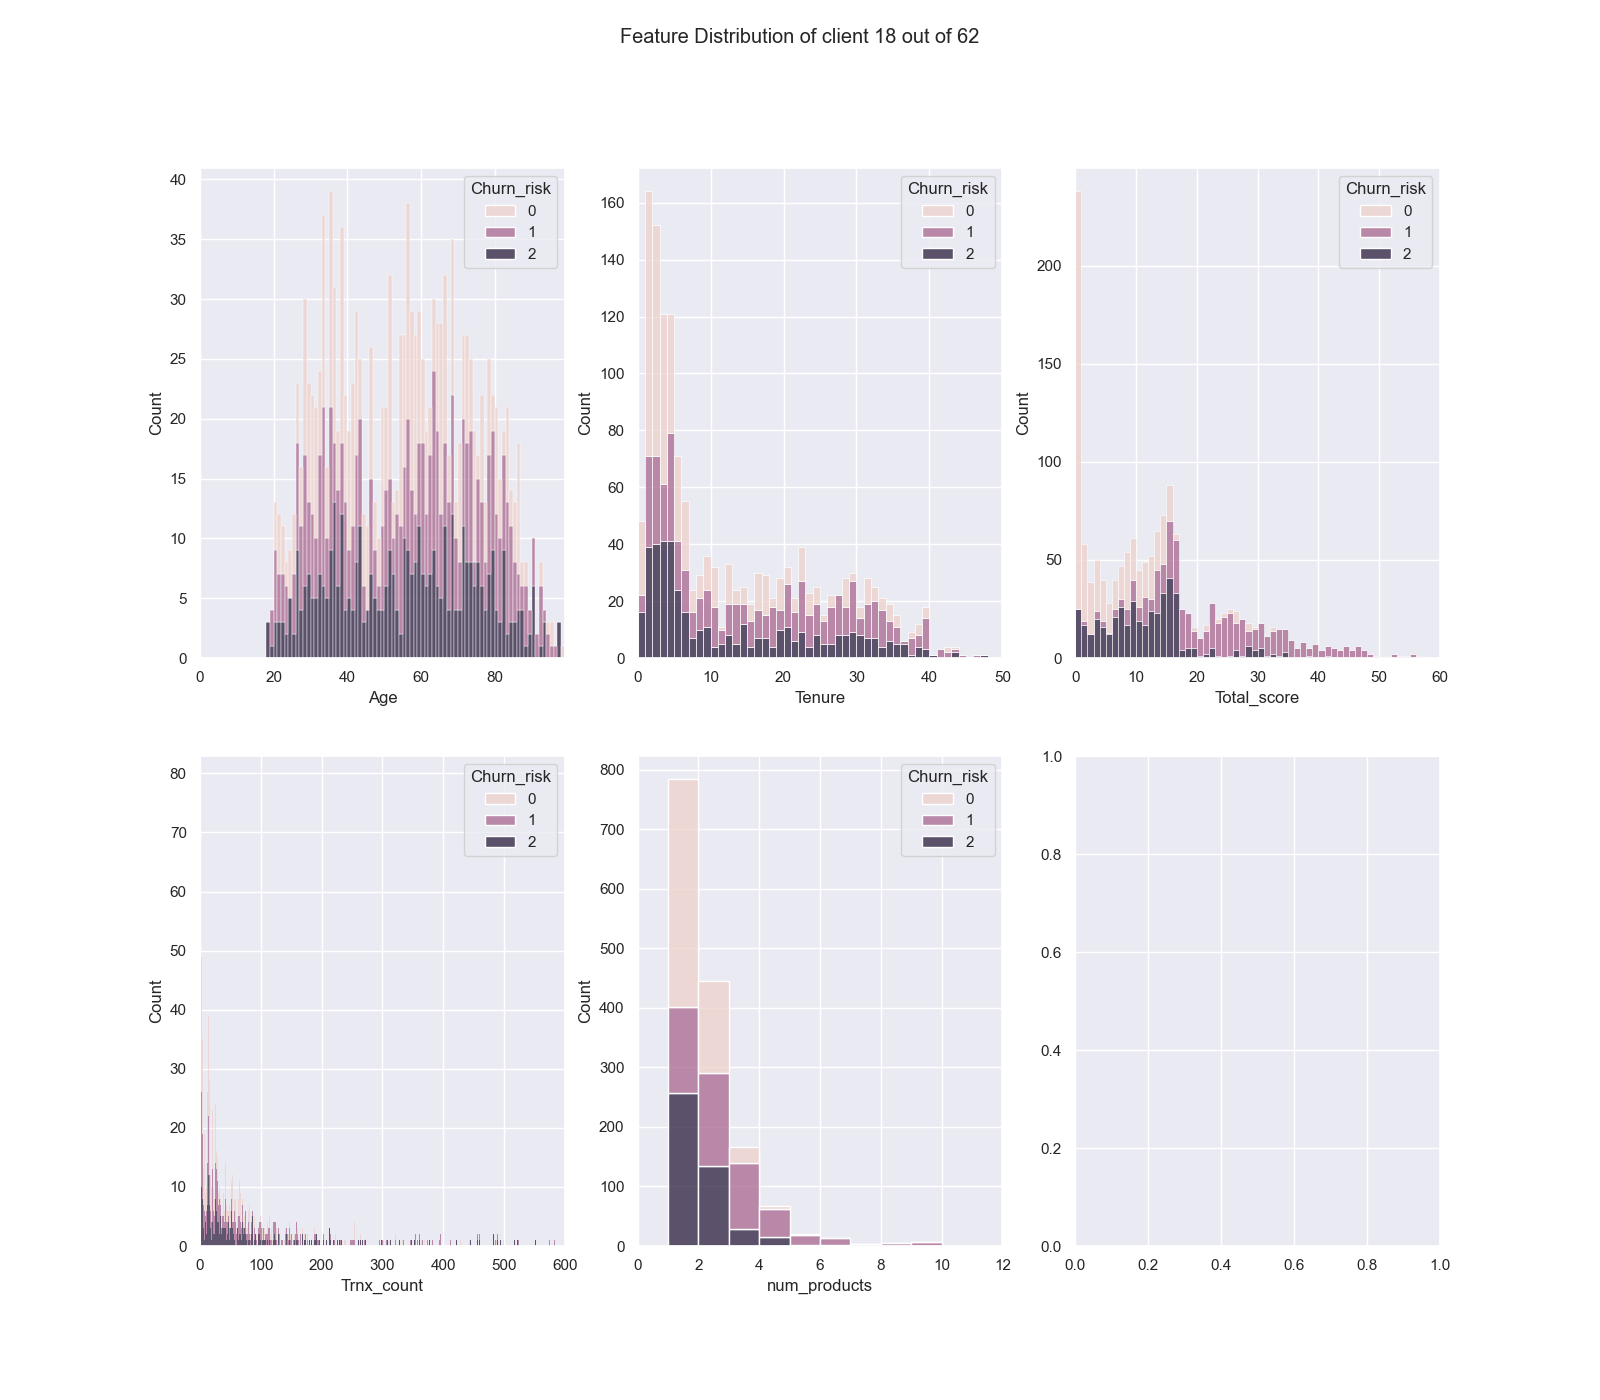 Feature Distribution of client 18 out of 62
Churn_risk
0
1
2
40
35
30
25
20
15
10
5
0
Count
0 20 40 60 80
Age
Churn_risk
0
1
2
160
140
120
100
80
60
40
20
0
Count
0 10 20 30 40 50
Tenure
Churn_risk
0
1
2
200
150
100
50
0
Count
0 10 20 30 40 50 60
Total_score
Churn_risk
0
1
2
80
70
60
50
40
30
20
10
0
Count
0 100 200 300 400 500 600
Trnx_count
Churn_risk
0
1
2
800
700
600
500
400
300
200
100
0
Count
0 2 4 6 8 10 12
num_products
1.0
0.8
0.6
0.4
0.2
0.0
0.0 0.2 0.4 0.6 0.8 1.0